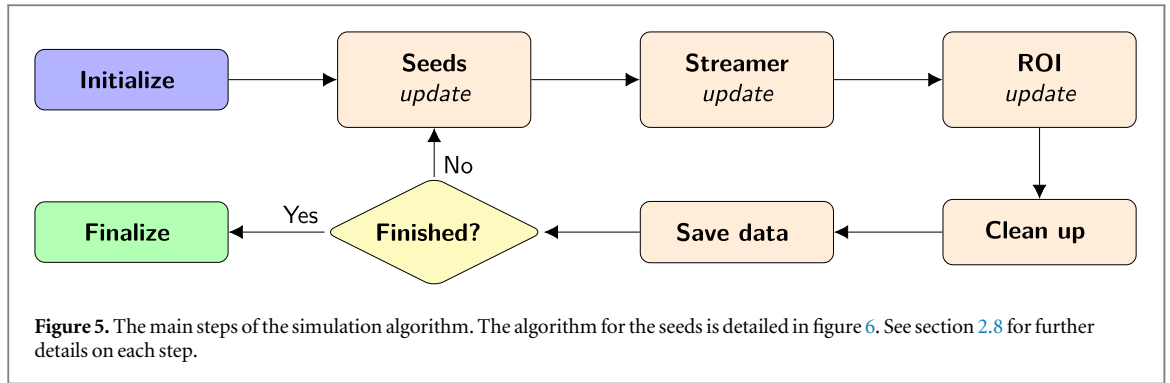 Initialize
Seeds
update
Streamer
update
ROI
update
No
Finalize
Yes
Finished?
Save data
Clean up
Figure 5. The main steps of the simulation algorithm. The algorithm for the seeds is detailed in figure 6. See section 2.8 for further
details on each step.